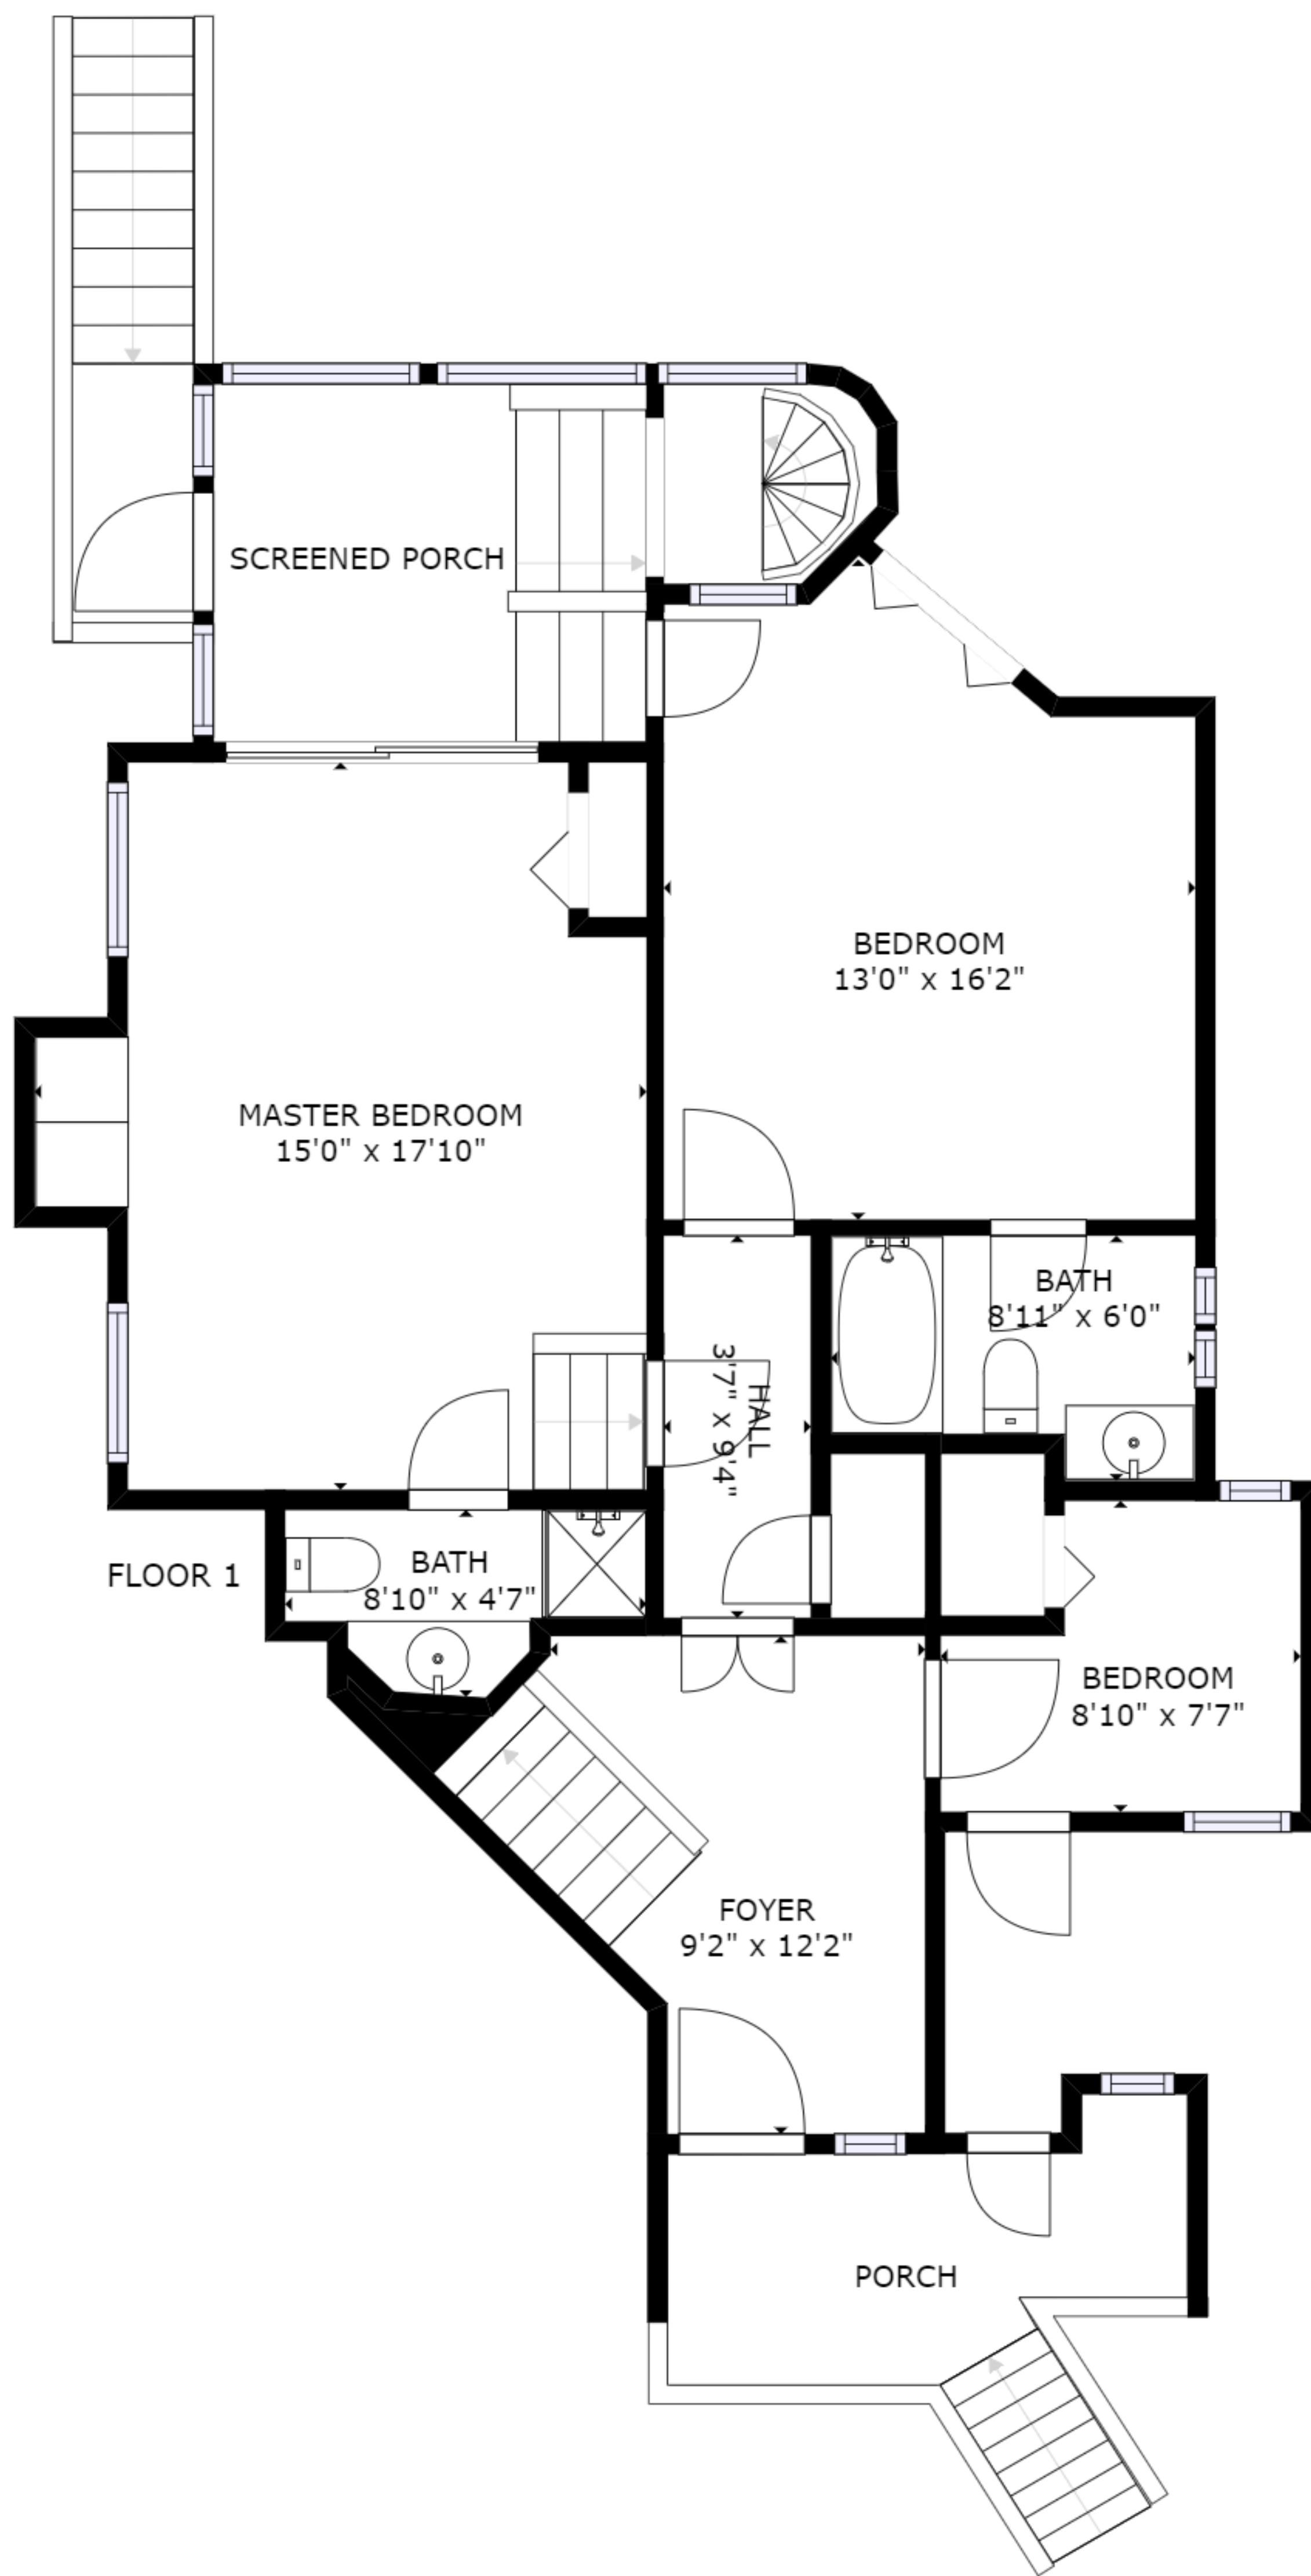 SCREENED PORCH
BEDROOM
13'0" x 16'2"
MASTER BEDROOM
15'0" x 17'10"
BATH
8'11" x 6'0"
HALL
3'7" x 9'4"
BATH
8'10" x 4'7"
FLOOR 1
BEDROOM
8'10" x 7'7"
FOYER
9'2" x 12'2"
PORCH